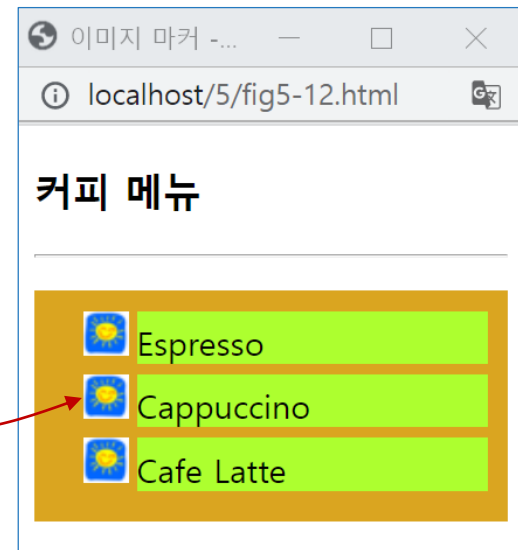 이미지 마커 -...
localhost/5/fig5-12.html
커피 메뉴
Espresso
Cappuccino
Cafe Latte